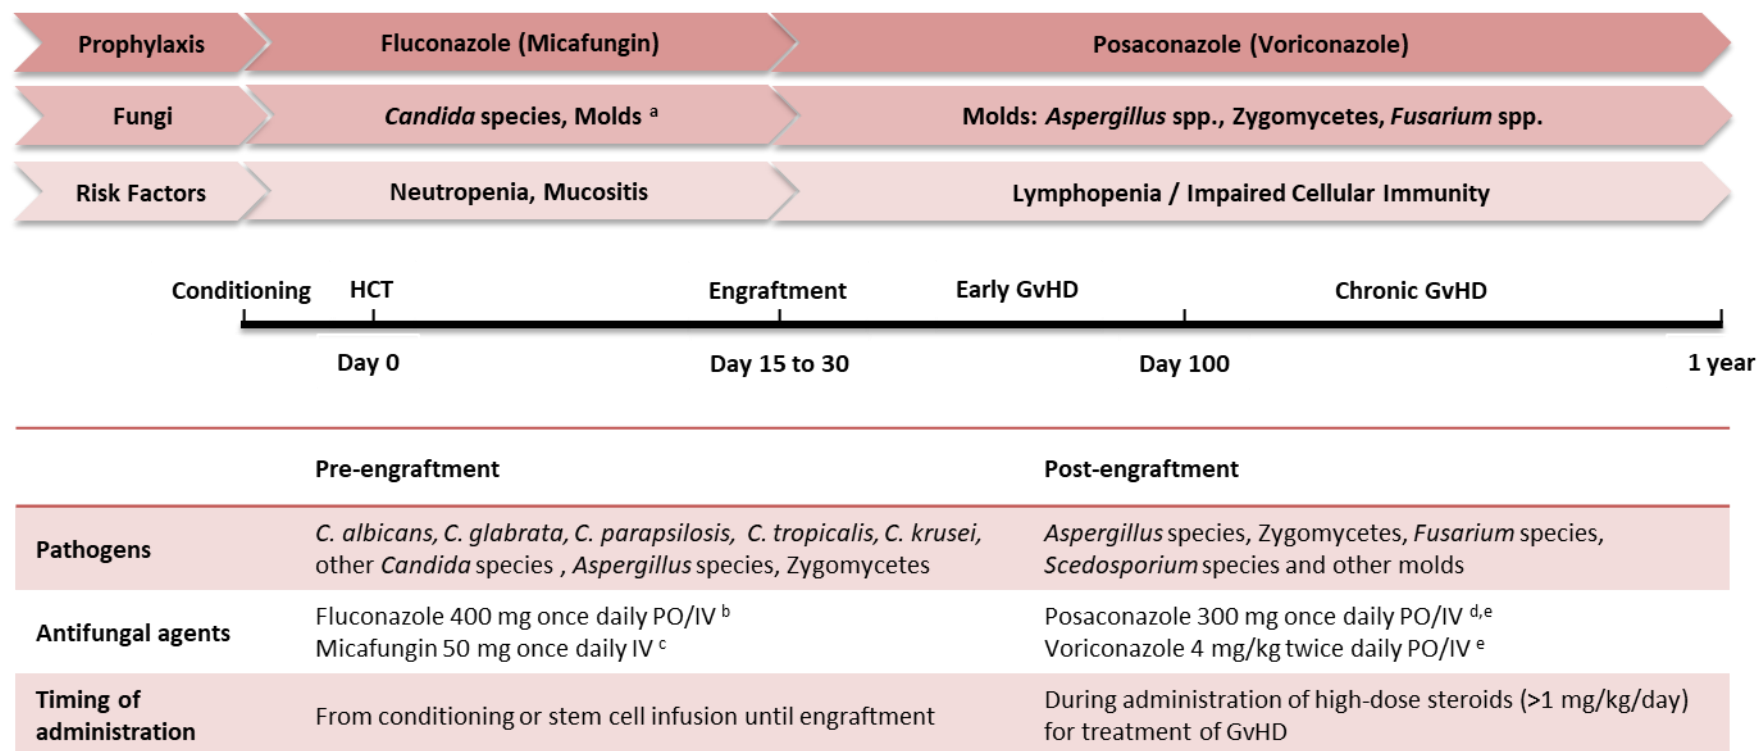 Prophylaxis
Fluconazole (Micafungin)
Posaconazole (Voriconazole)
Fungi
Candida species, Molds a
Molds: Aspergillus spp., Zygomycetes, Fusarium spp.
Risk Factors
Neutropenia, Mucositis
Lymphopenia / Impaired Cellular Immunity
Conditioning
HCT
Engraftment
Early GvHD
Chronic GvHD
Day 0
Day 15 to 30
Day 100
1 year
Pre-engraftment
Post-engraftment
Pathogens
C. albicans, C. glabrata, C. parapsilosis, C. tropicalis, C. krusei,
other Candida species , Aspergillus species, Zygomycetes
Aspergillus species, Zygomycetes, Fusarium species,
Scedosporium species and other molds
Antifungal agents
Fluconazole 400 mg once daily PO/IV b
Micafungin 50 mg once daily IV c
Posaconazole 300 mg once daily PO/IV d,e
Voriconazole 4 mg/kg twice daily PO/IV e
Timing of
administration
From conditioning or stem cell infusion until engraftment
During administration of high-dose steroids (>1 mg/kg/day)
for treatment of GvHD